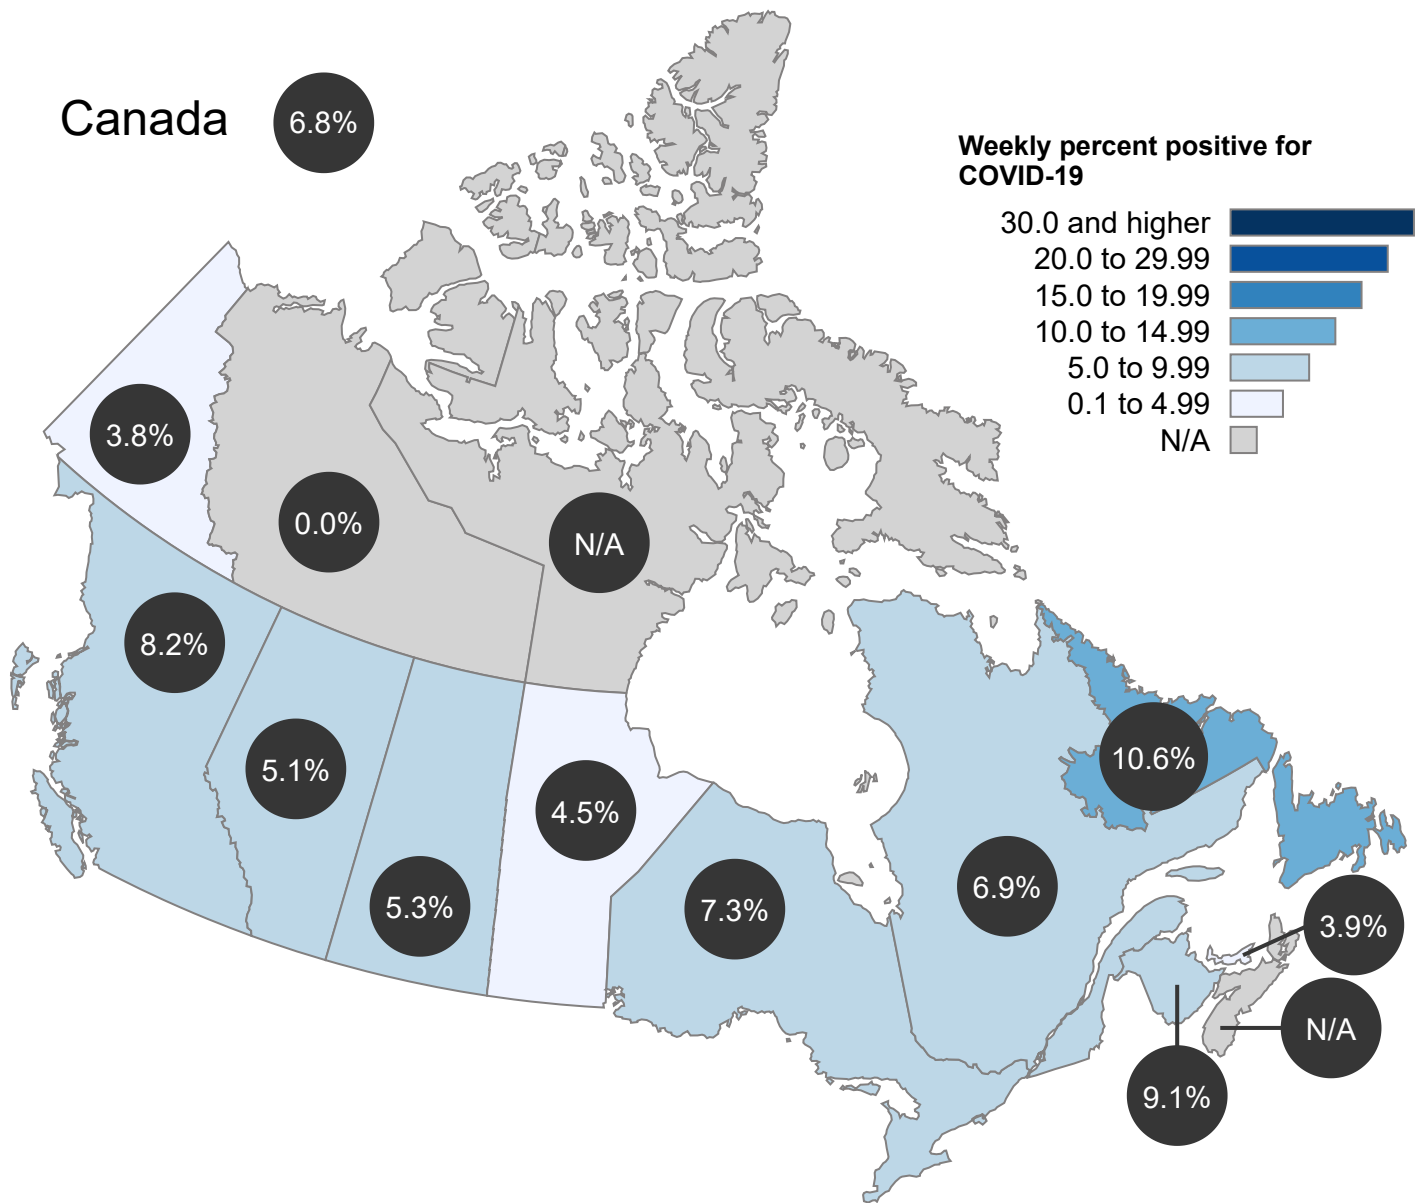 Canada
6.8%
Weekly percent positive for
COVID-19
30.0 and higher
20.0 to 29.99
15.0 to 19.99
10.0 to 14.99
5.0 to 9.99
0.1 to 4.99
N/A
3.8%
0.0%
N/A
8.2%
5.1%
5.3%
4.5%
7.3%
6.9%
10.6%
3.9%
N/A
9.1%